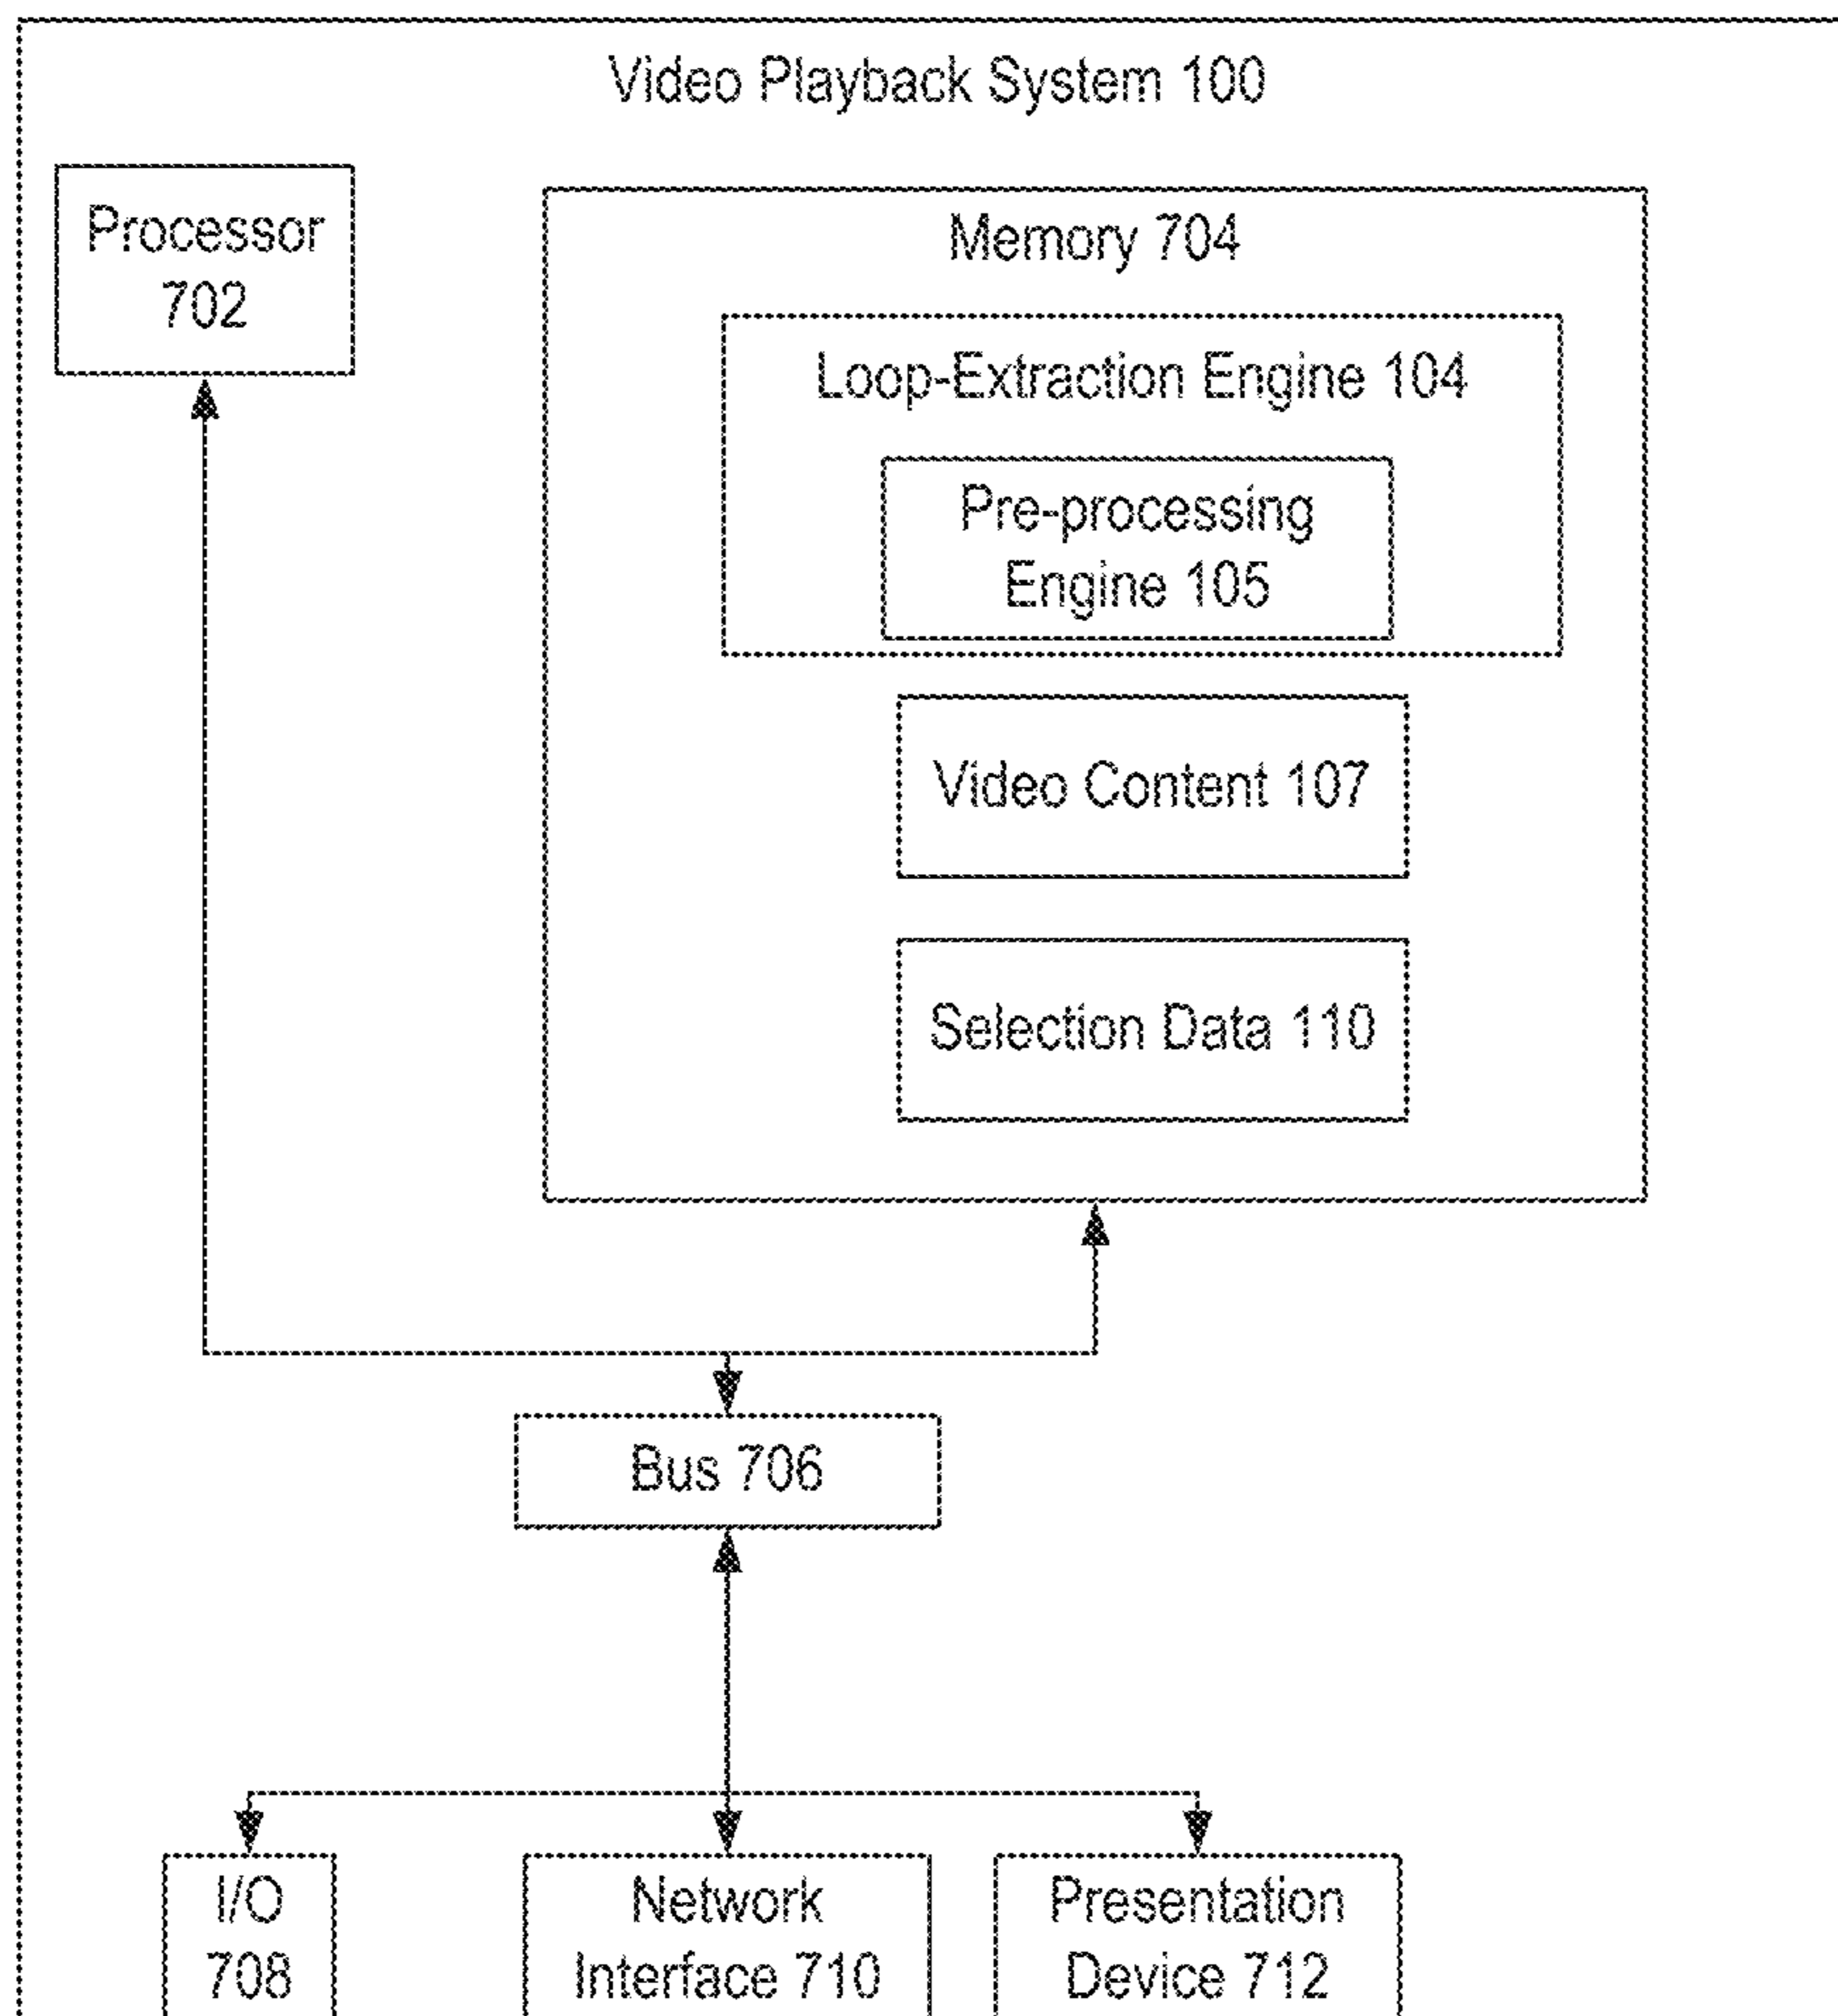 Video Playback System 100
Processor
702
Memory 704
Loop-Extraction Engine 104
Pre-processing
Engine 105
Video Content 107
Selection Data 110
Bus 706
I/O
708
Network
Interface 710
Presentation
Device 712